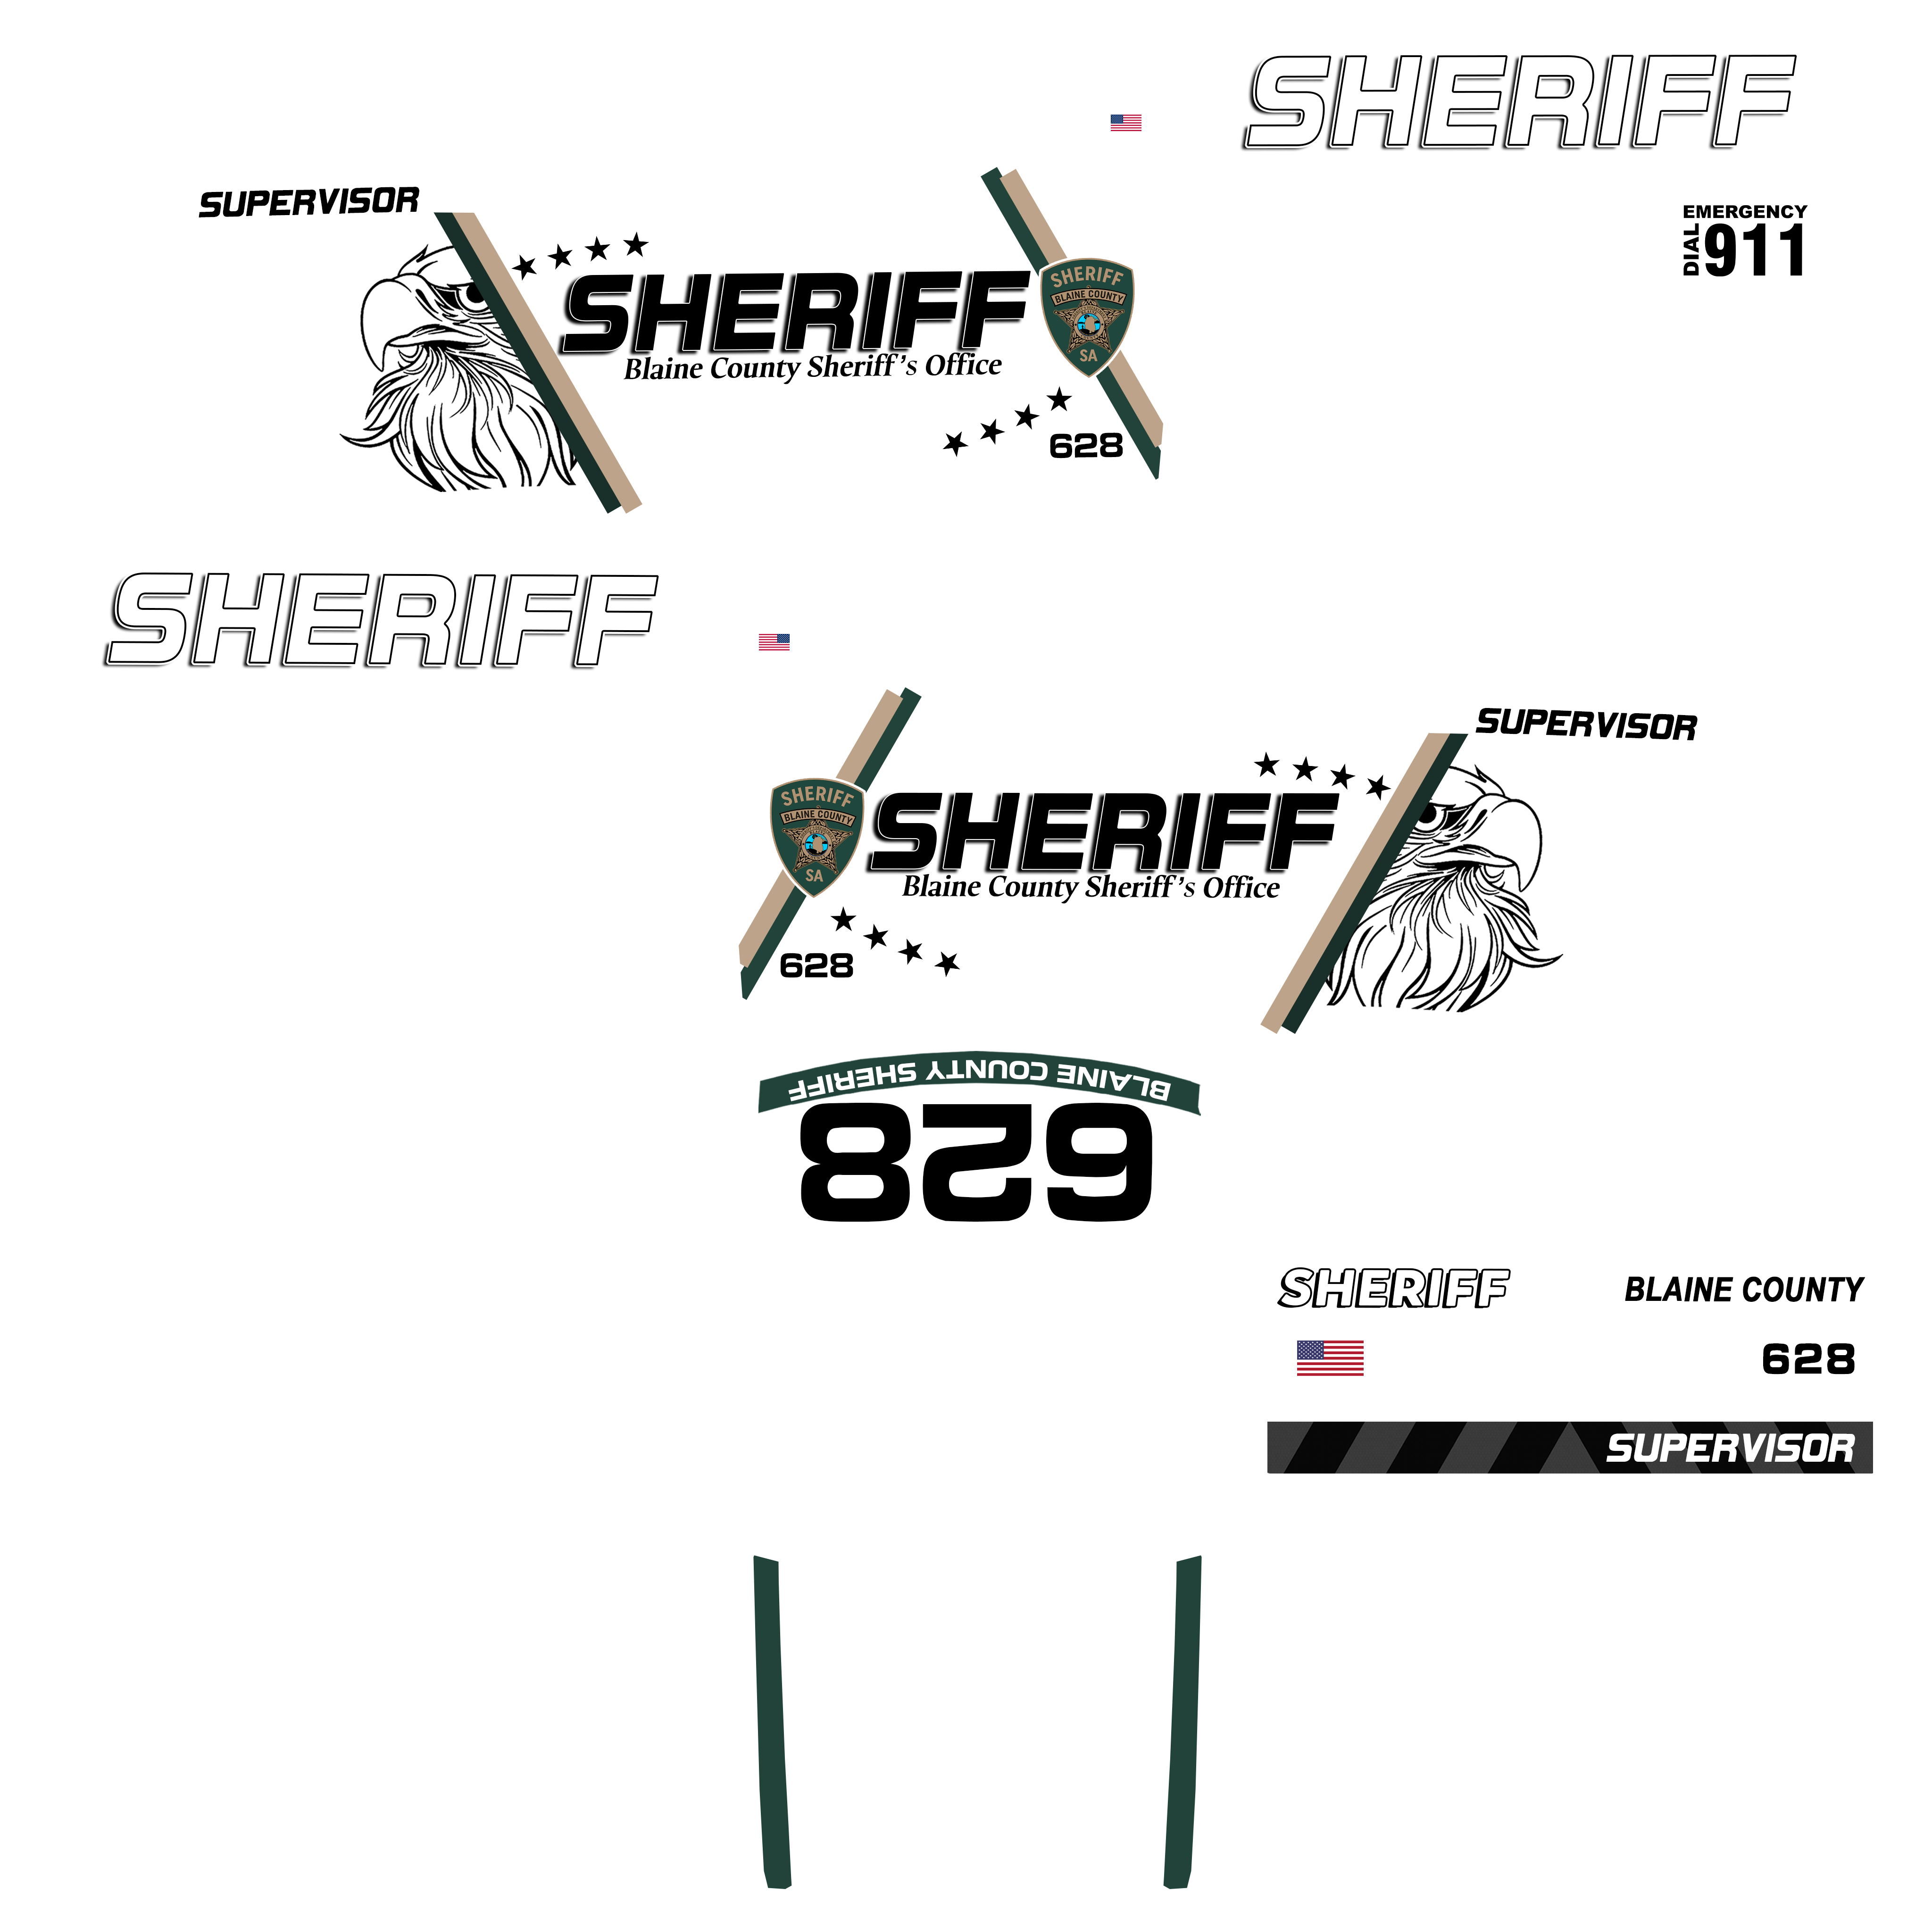 SHERIFF
EMERGENCY
DIAL 911
SUPERVISOR
SHERIFF
Blaine County Sheriff's Office
SHERIFF
BLAINE COUNTY
SA
628
SHERIFF
SUPERVISOR
SHERIFF
BLAINE COUNTY
SA
SHERIFF
Blaine County Sheriff's Office
628
BLAINE COUNTY SHERIFF
628
SHERIFF
BLAINE COUNTY
628
SUPERVISOR